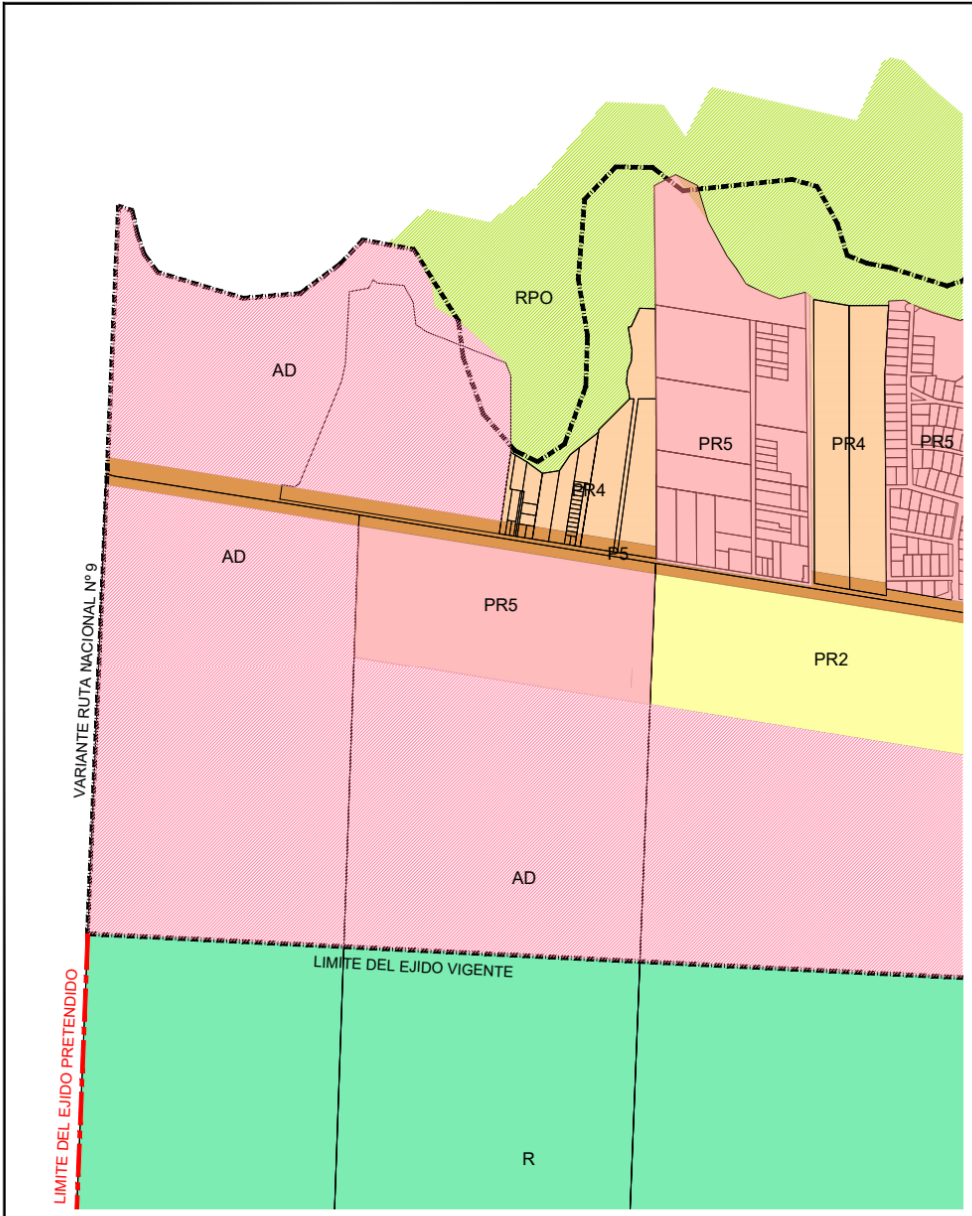 RPO
AD
PR5
PR4
PR5
PR4
P5
AD
PR5
PR2
VARIANTE RUTA NACIONAL Nº 9
AD
LIMITE DEL EJIDO VIGENTE
LIMITE DEL EJIDO PRETENDIDO
R